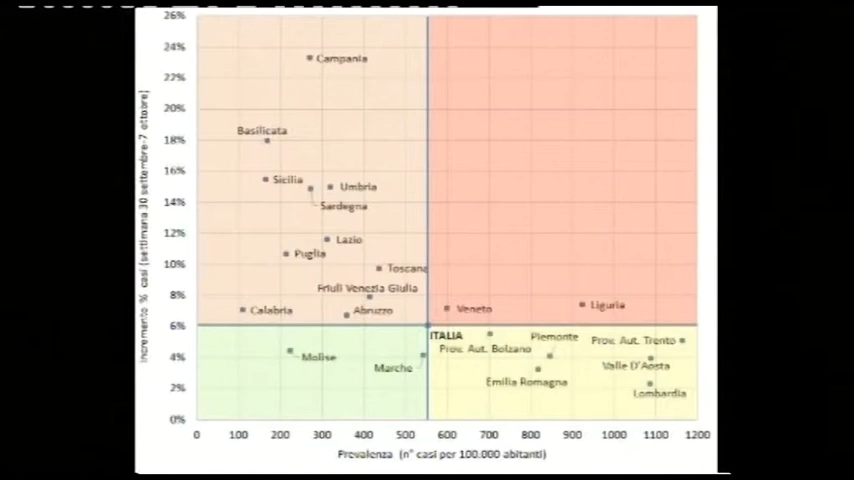 26%
24%
22%
20%
18%
16%
14%
12%
10%
8%
6%
4%
2%
0%
Incremento % casi (settimana 30 settembre-7 ottobre)
Campania
Basilicata
Sicilia
Umbria
Sardegna
Lazio
Puglia
Toscana
Friuli Venezia Giulia
Calabria
Abruzzo
Veneto
Liguria
ITALIA
Piemonte
Prov. Aut. Trento
Prov. Aut. Bolzano
Molise
Marche
Valle D'Aosta
Emilia Romagna
Lombardia
0 100 200 300 400 500 600 700 800 900 1000 1100 1200
Prevalenza (n° casi per 100.000 abitanti)